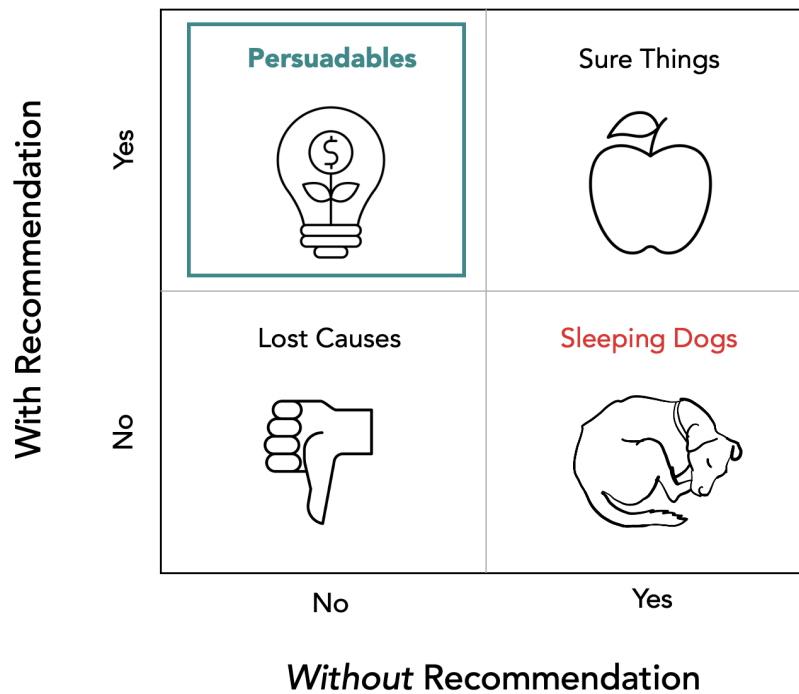 Persuadables
Sure Things
$
With Recommendation
Yes
Lost Causes
Sleeping Dogs
No
No
Yes
Without Recommendation